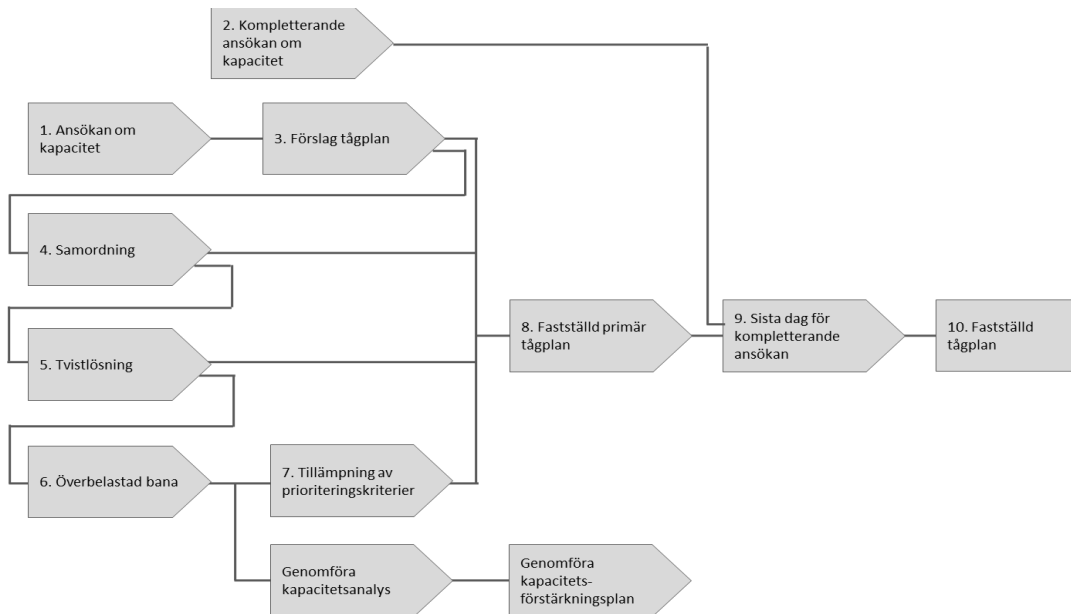 2. Kompletterande
ansökan om
kapacitet
1. Ansökan om
kapacitet
3. Förslag tågplan
4. Samordning
5. Tvistlösning
6. Överbelastad bana
7. Tillämpning av
prioriteringskriterier
8. Fastställd primär
tågplan
9. Sista dag för
kompletterande
ansökan
10. Fastställd
tågplan
Genomföra
kapacitetsanalys
Genomföra
kapacitets-
förstärkningsplan